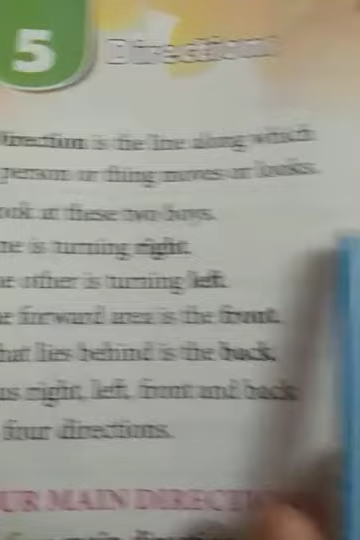 5
Directions
Direction is the line along which
person or thing moves or looks.
ook at these two boys.
ne is turning right.
e other is turning left.
e forward area is the front.
hat lies behind is the back.
us right, left, front and back
four directions.
UR MAIN DIRECTI